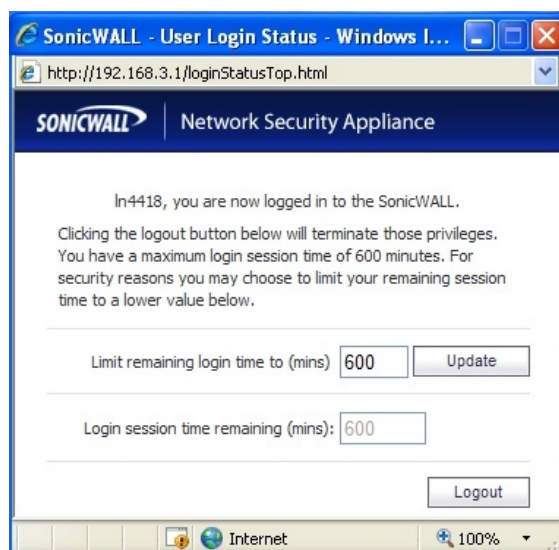 SonicWALL - User Login Status - Windows I...
http://192.168.3.1/loginStatusTop.html
SONICWALL Network Security Appliance
ln4418, you are now logged in to the SonicWALL.
Clicking the logout button below will terminate those privileges.
You have a maximum login session time of 600 minutes. For
security reasons you may choose to limit your remaining session
time to a lower value below.
Limit remaining login time to (mins) 600 Update
Login session time remaining (mins): 600
Logout
Internet 100%